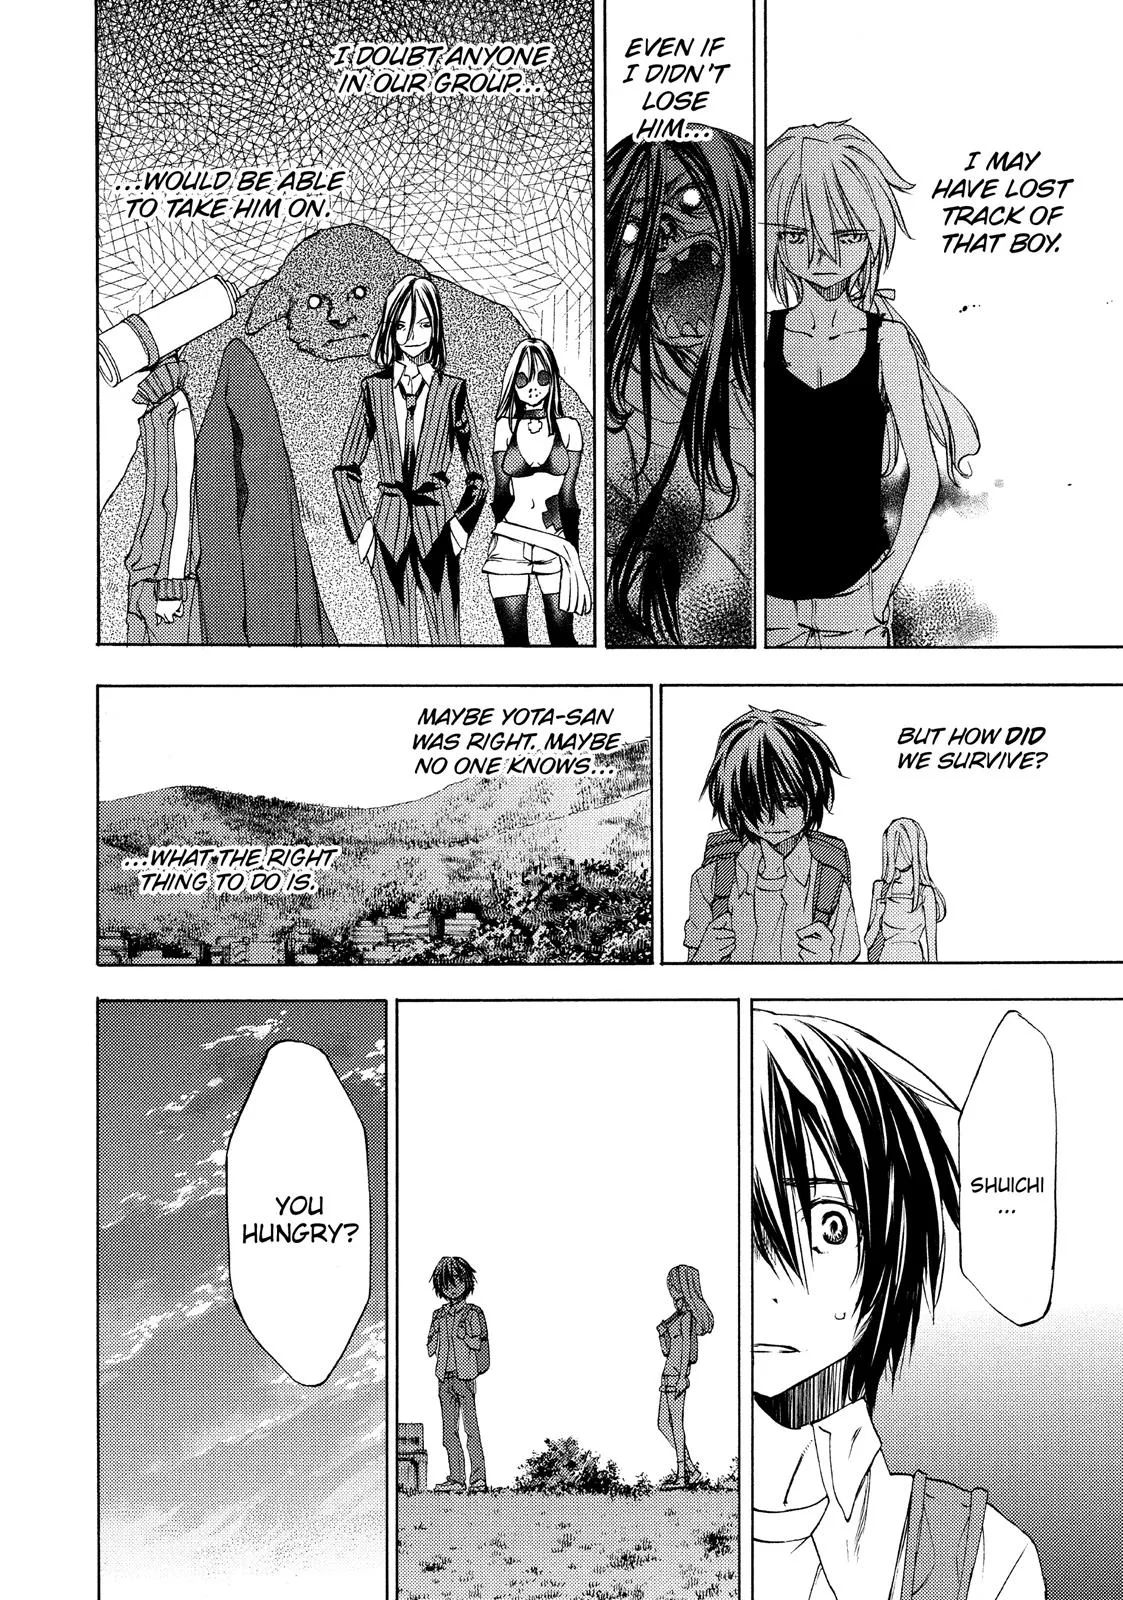 I MAY
HAVE LOST
TRACK OF
THAT BOY.
EVEN IF
I DIDN'T
LOSE
HIM...
I DOUBT ANYONE
IN OUR GROUP...
...WOULD BE ABLE
TO TAKE HIM ON.
BUT HOW DID
WE SURVIVE?
MAYBE YOTA-SAN
WAS RIGHT. MAYBE
NO ONE KNOWS...
...WHAT THE RIGHT
THING TO DO IS.
SHUICHI
...
YOU
HUNGRY?